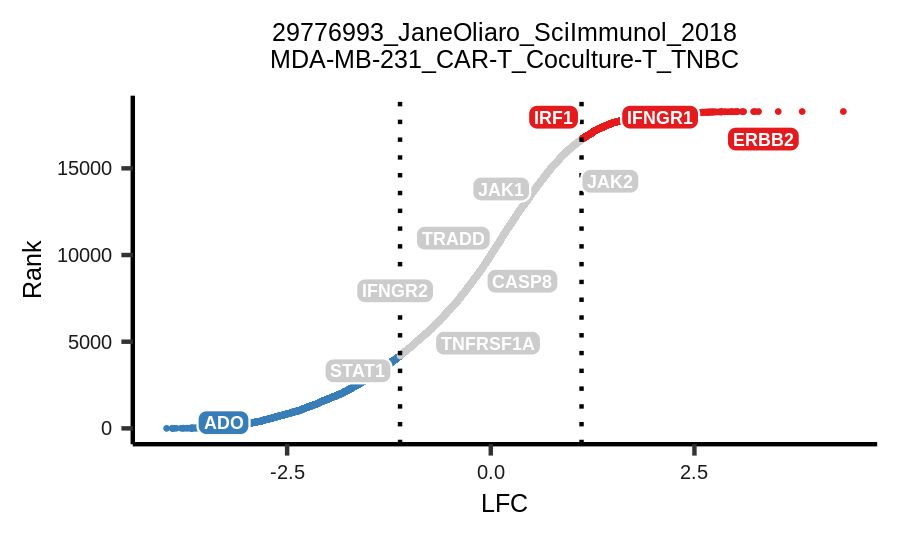 29776993_JaneOliaro_SciImmunol_2018
MDA-MB-231_CAR-T_Coculture-T_TNBC
IRF1
IFNGR1
ERBB2
15000
JAK1
JAK2
TRADD
10000
CASP8
IFNGR2
Rank
5000
TNFRSF1A
STAT1
ADO
0
-2.5
0.0
2.5
LFC